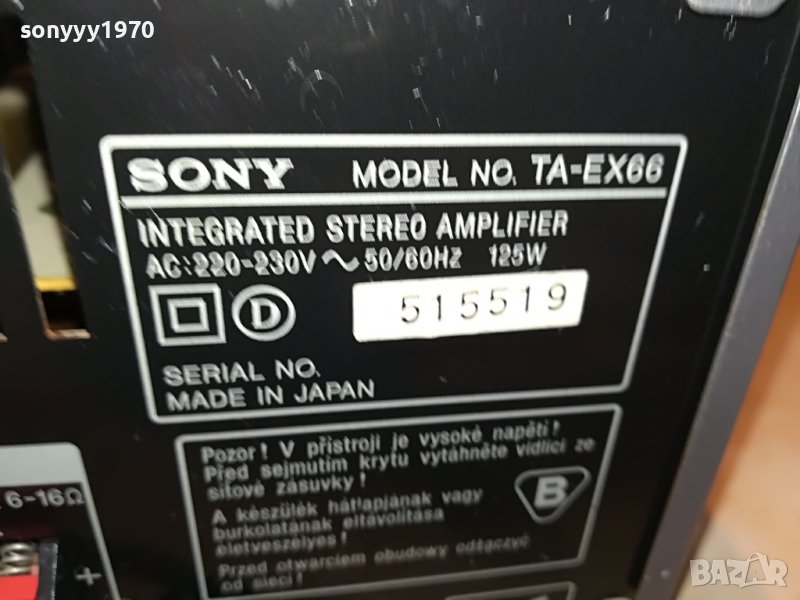 sonyyy1970
SONY MODEL NO. TA-EX66
INTEGRATED STEREO AMPLIFIER
AC:220-230V ~ 50/60Hz 125W
D 515519
SERIAL NO.
MADE IN JAPAN
Pozor! V přístroji je vysoké napětí!
Před sejmutím krytu vytáhněte vidlici ze
síťové zásuvky!
A készülék hátlapjának vagy
burkolatának eltávolítása
életveszélyes!
Przed otwarciem obudowy odłączyć
od sieci!
B
6-16Ω
+
BAZAR